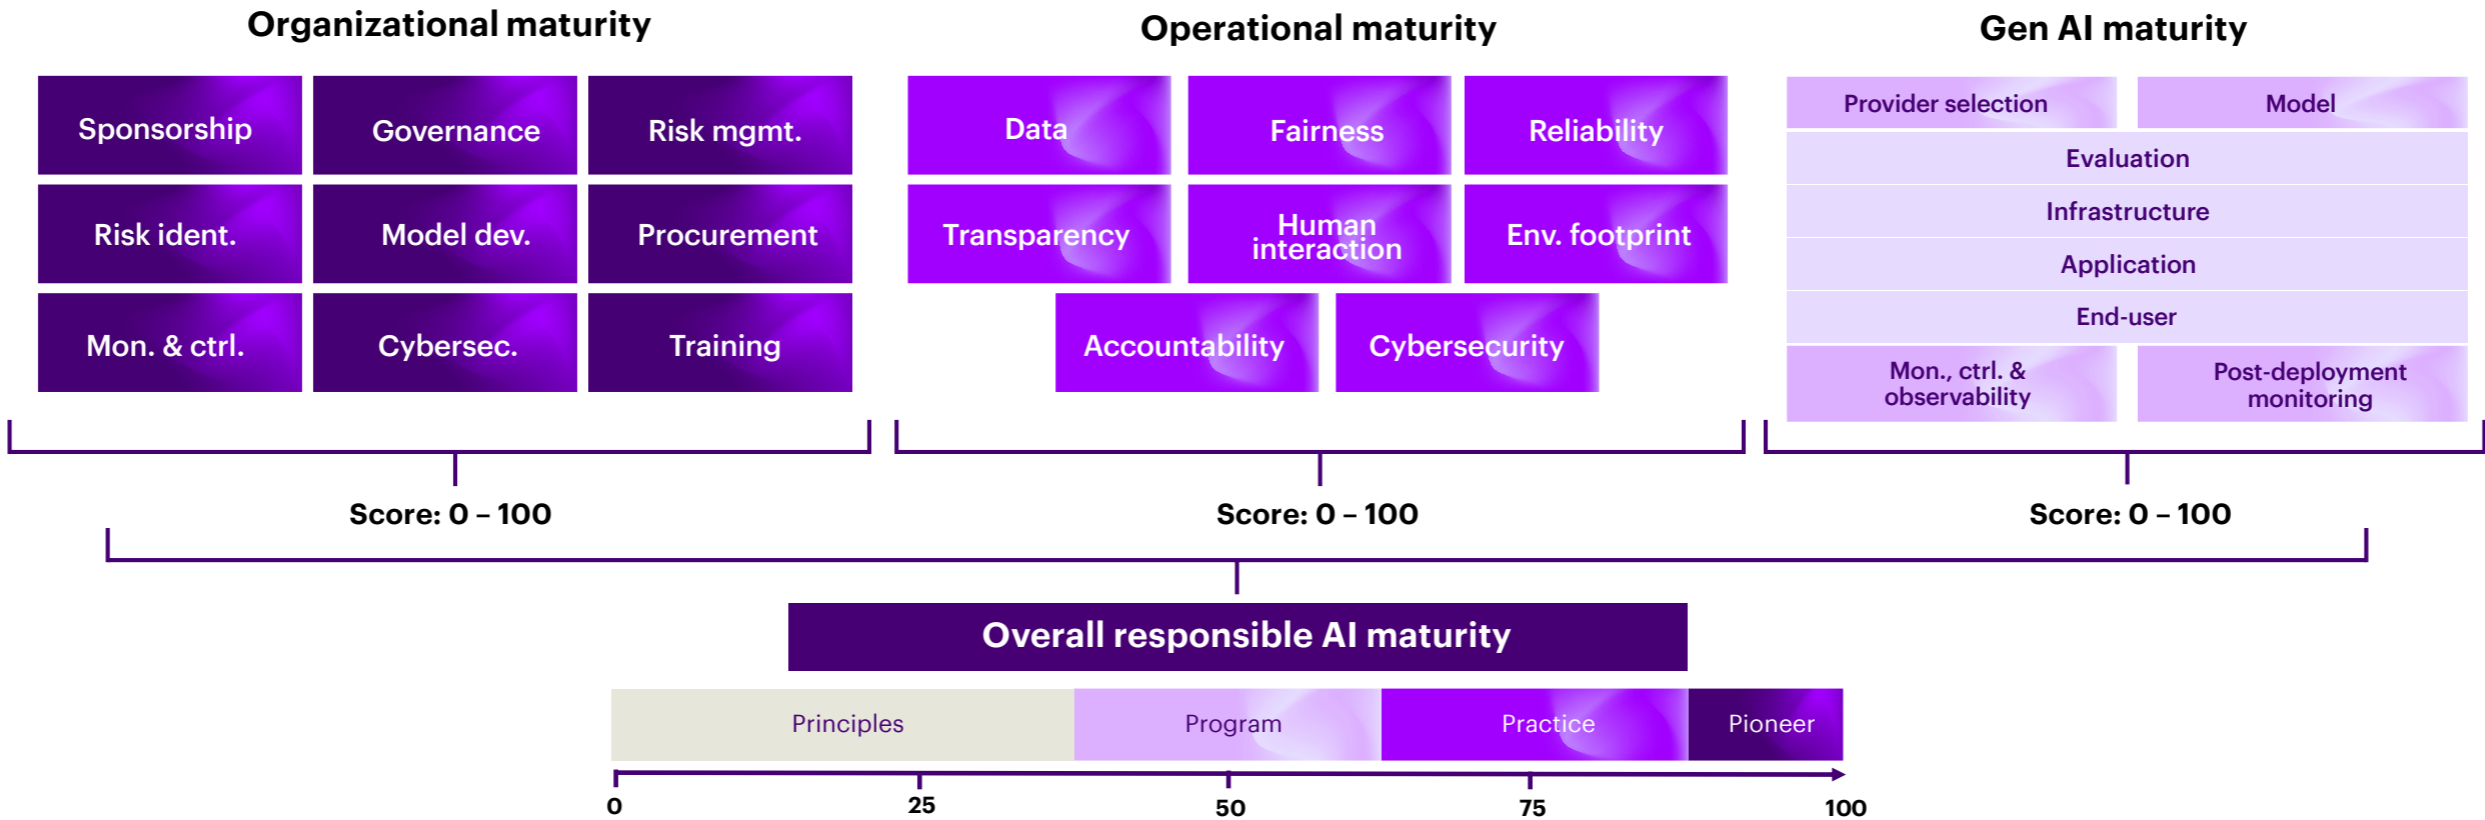 Organizational maturity
Sponsorship
Governance
Risk mgmt.
Risk ident.
Model dev.
Procurement
Mon. & ctrl.
Cybersec.
Training
Score: 0 – 100
Operational maturity
Data
Fairness
Reliability
Transparency
Human
interaction
Env. footprint
Accountability
Cybersecurity
Score: 0 – 100
Gen AI maturity
Provider selection
Model
Evaluation
Infrastructure
Application
End-user
Mon., ctrl. &
observability
Post-deployment
monitoring
Score: 0 – 100
Overall responsible AI maturity
Principles
Program
Practice
Pioneer
0
25
50
75
100